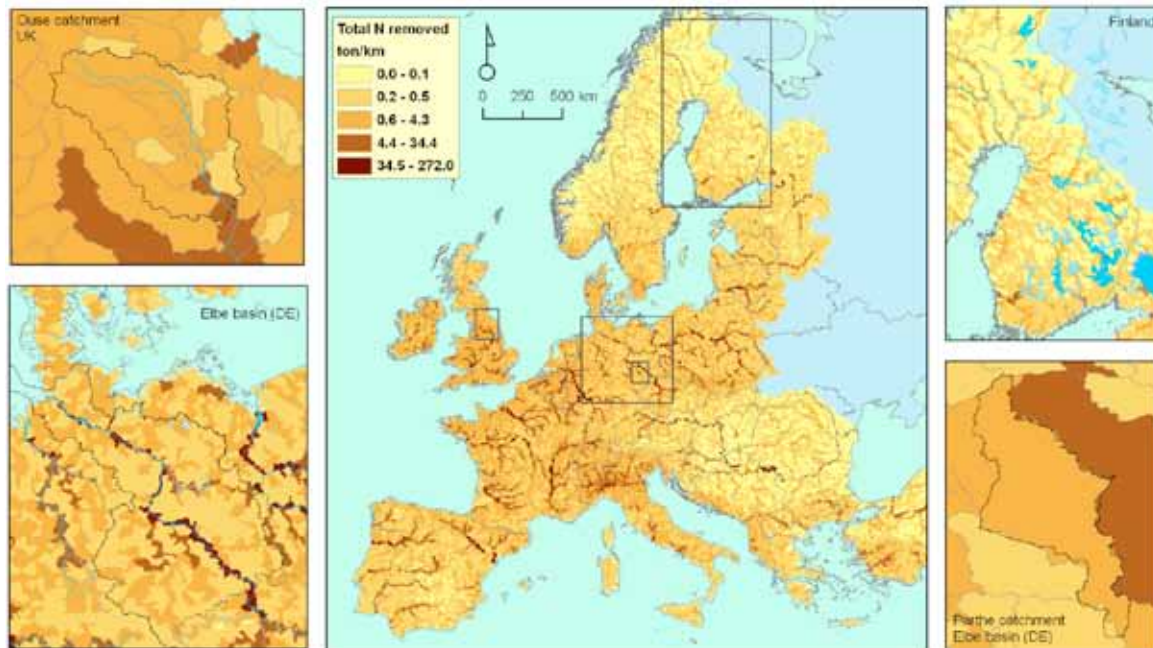 Ouse catchment
UK
Total N removed
ton/km
0.0 - 0.1
0.2 - 0.5
0.6 - 4.3
4.4 - 34.4
34.5 - 272.0
0 250 500 km
Finland
Elbe basin (DE)
Parthe catchment
Elbe basin (DE)